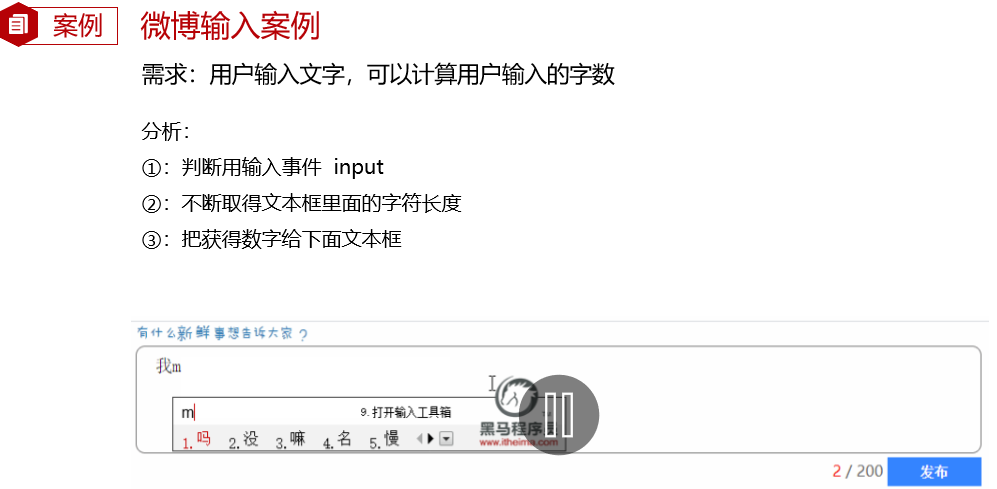 案例 微博输入案例
需求：用户输入文字，可以计算用户输入的字数
分析：
①：判断用输入事件 input
②：不断取得文本框里面的字符长度
③：把获得数字给下面文本框
有什么新鲜事想告诉大家？
我m
m 9.打开输入工具箱
1.吗 2.没 3.嘛 4.名 5.慢
黑马程序员
www.itheima.com
2 / 200 发布